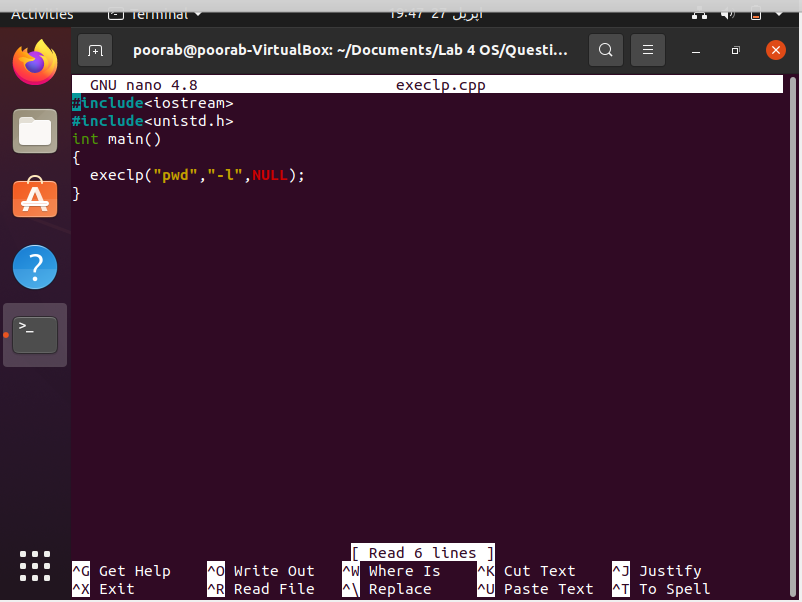 Activities
Terminal
19:47 27 اپریل
poorab@poorab-VirtualBox: ~/Documents/Lab 4 OS/Questi...
GNU nano 4.8 execlp.cpp
#include<iostream>
#include<unistd.h>
int main()
{
execlp("pwd","-l",NULL);
}
[ Read 6 lines ]
^G Get Help ^O Write Out ^W Where Is ^K Cut Text ^J Justify
^X Exit ^R Read File ^\ Replace ^U Paste Text ^T To Spell